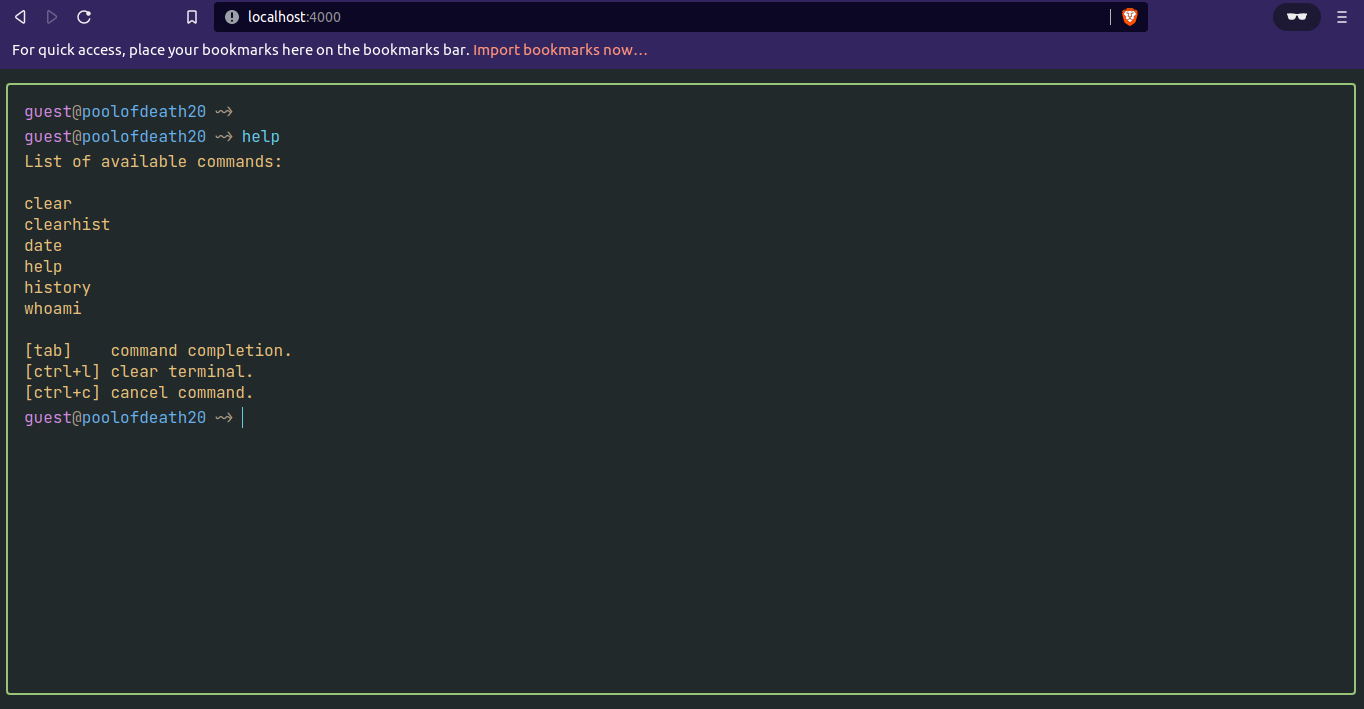 localhost:4000
For quick access, place your bookmarks here on the bookmarks bar. Import bookmarks now...
guest@poolofdeath20 ⤳
guest@poolofdeath20 ⤳ help
List of available commands:
clear
clearhist
date
help
history
whoami
[tab]    command completion.
[ctrl+l] clear terminal.
[ctrl+c] cancel command.
guest@poolofdeath20 ⤳